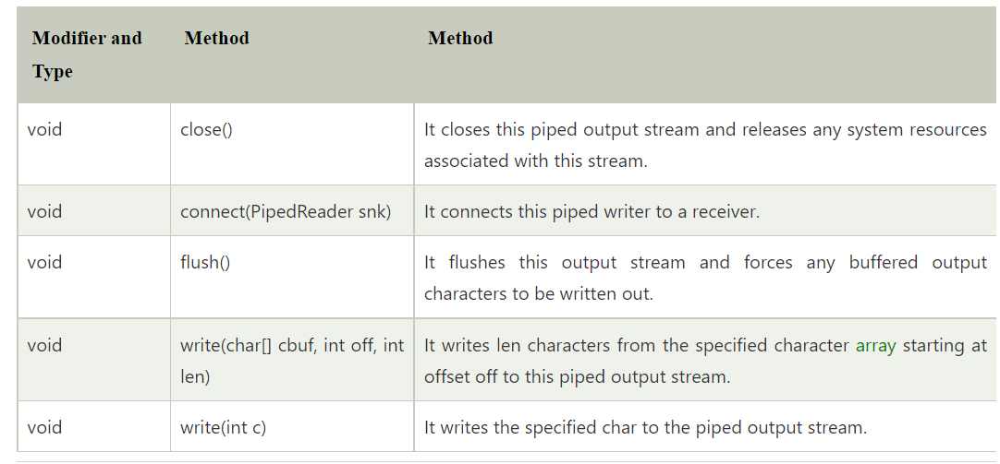 Modifier and Type
Method
Method
void
close()
It closes this piped output stream and releases any system resources
associated with this stream.
void
connect(PipedReader snk)
It connects this piped writer to a receiver.
void
flush()
It flushes this output stream and forces any buffered output
characters to be written out.
void
write(char[] cbuf, int off, int
len)
It writes len characters from the specified character array starting at
offset off to this piped output stream.
void
write(int c)
It writes the specified char to the piped output stream.